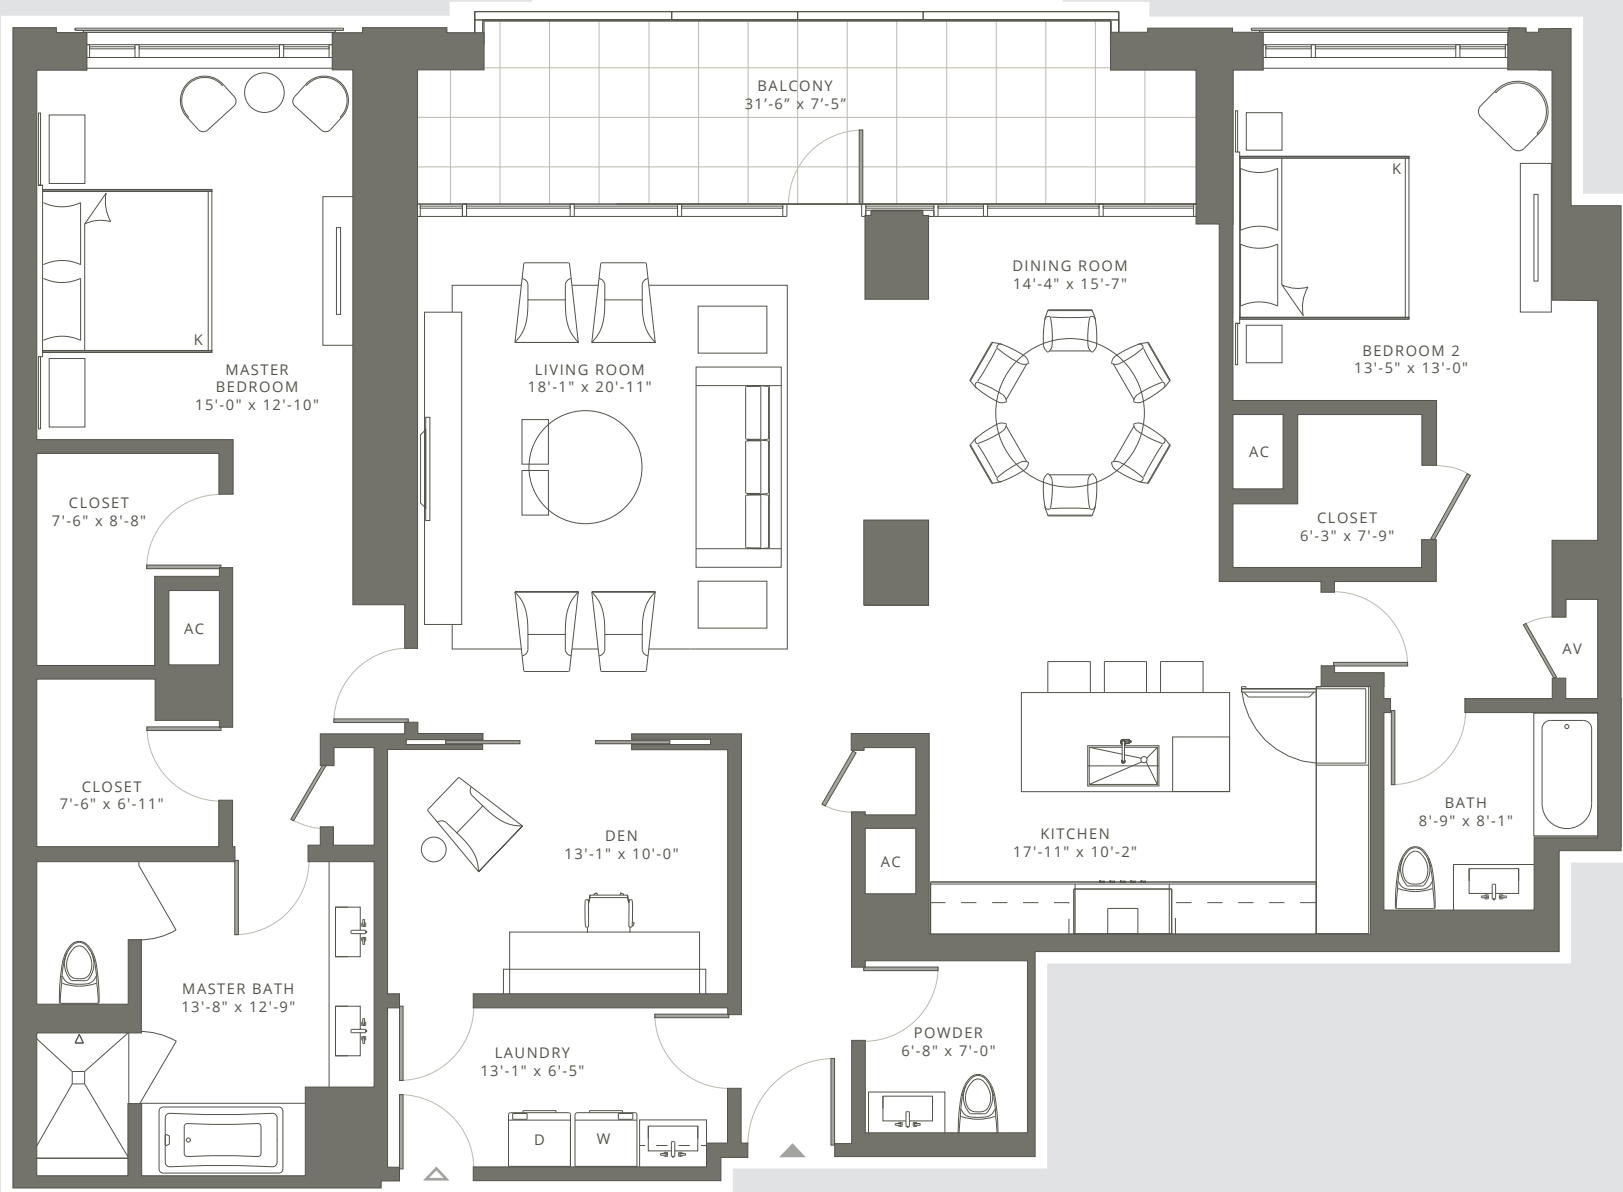 BALCONY
31'-6" x 7'-5"
K
K
DINING ROOM
14'-4" x 15'-7"
LIVING ROOM
18'-1" x 20'-11"
MASTER
BEDROOM
15'-0" x 12'-10"
BEDROOM 2
13'-5" x 13'-0"
AC
CLOSET
7'-6" x 8'-8"
CLOSET
6'-3" x 7'-9"
AC
AV
CLOSET
7'-6" x 6'-11"
BATH
8'-9" x 8'-1"
DEN
13'-1" x 10'-0"
KITCHEN
17'-11" x 10'-2"
AC
MASTER BATH
13'-8" x 12'-9"
POWDER
6'-8" x 7'-0"
LAUNDRY
13'-1" x 6'-5"
D
W